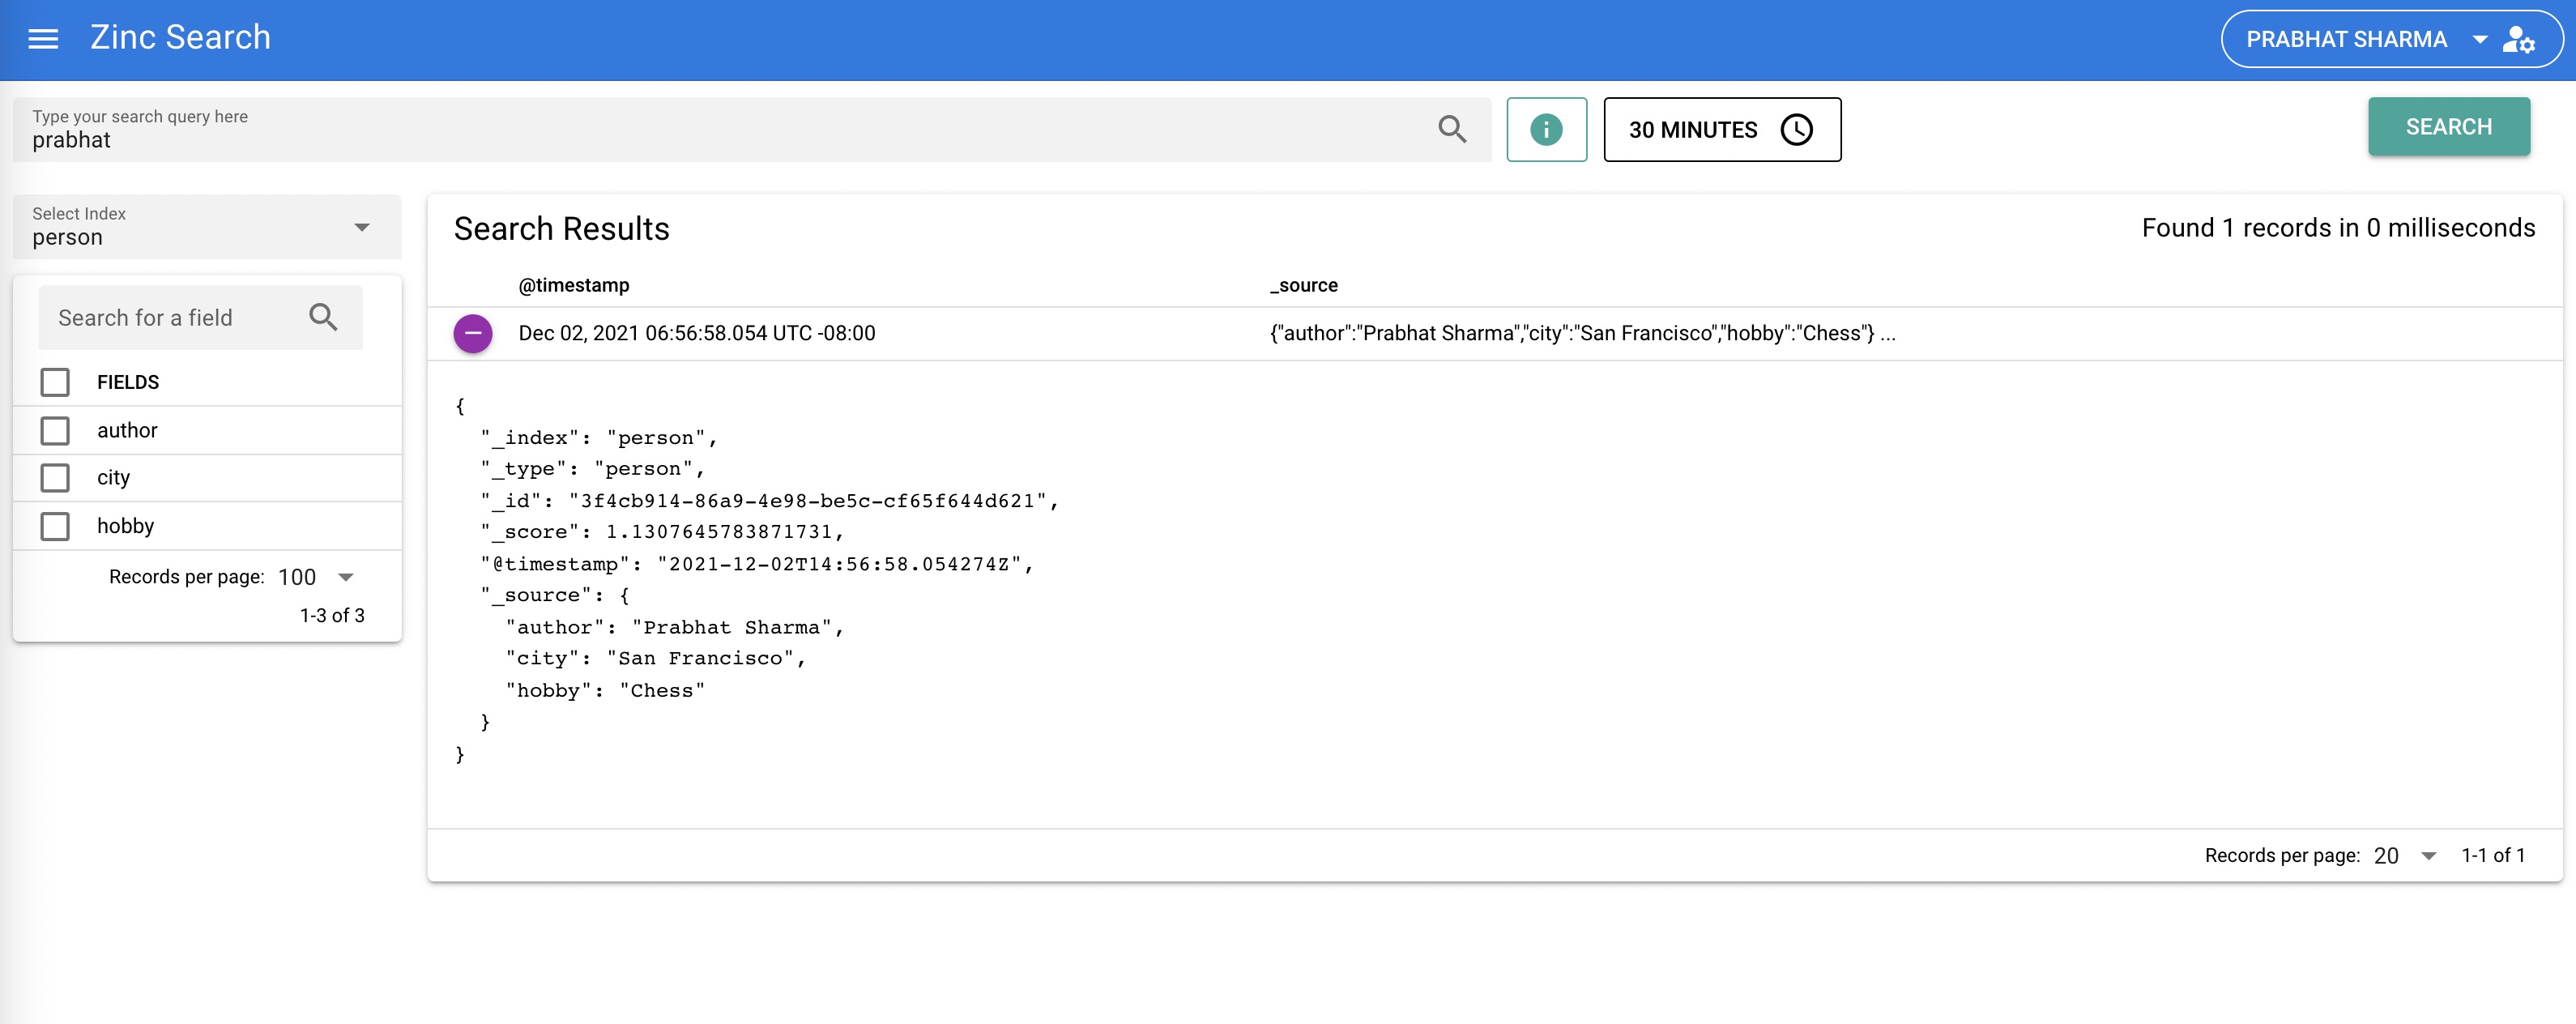 Zinc Search
PRABHAT SHARMA
Type your search query here
prabhat
30 MINUTES
SEARCH
Select Index
person
Search for a field
FIELDS
author
city
hobby
Records per page: 100
1-3 of 3
Search Results
Found 1 records in 0 milliseconds
@timestamp _source
Dec 02, 2021 06:56:58.054 UTC -08:00 {"author":"Prabhat Sharma","city":"San Francisco","hobby":"Chess"} ...
{
"_index": "person",
"_type": "person",
"_id": "3f4cb914-86a9-4e98-be5c-cf65f644d621",
"_score": 1.1307645783871731,
"@timestamp": "2021-12-02T14:56:58.054274Z",
"_source": {
"author": "Prabhat Sharma",
"city": "San Francisco",
"hobby": "Chess"
}
}
Records per page: 20 1-1 of 1